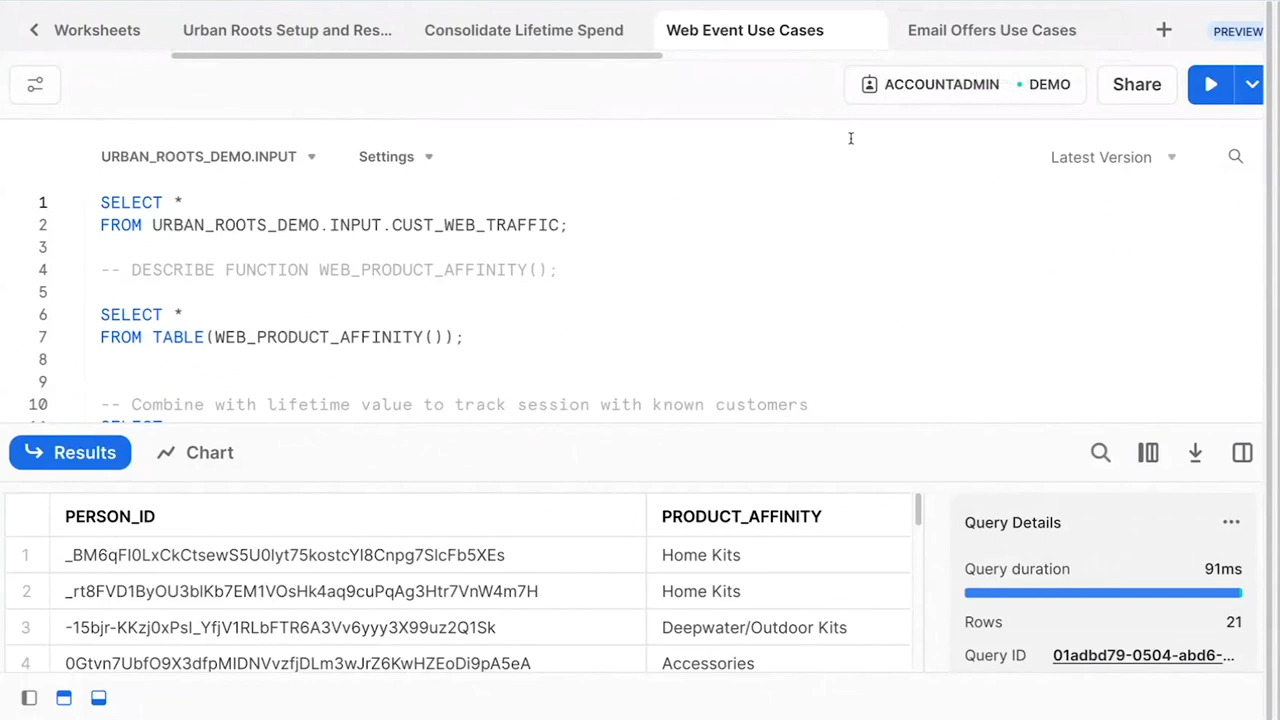 Worksheets Urban Roots Setup and Res... Consolidate Lifetime Spend Web Event Use Cases Email Offers Use Cases + PREVIEW
ACCOUNTADMIN • DEMO Share
URBAN_ROOTS_DEMO.INPUT Settings Latest Version
1 SELECT *
2 FROM URBAN_ROOTS_DEMO.INPUT.CUST_WEB_TRAFFIC;
3
4 -- DESCRIBE FUNCTION WEB_PRODUCT_AFFINITY();
5
6 SELECT *
7 FROM TABLE(WEB_PRODUCT_AFFINITY());
8
9
10 -- Combine with lifetime value to track session with known customers
Results Chart
PERSON_ID PRODUCT_AFFINITY
1 _BM6qFI0LxCkCtsewS5U0lyt75kostcYl8Cnpg7SlcFb5XEs Home Kits
2 _rt8FVD1ByOU3blKb7EM1VOsHk4aq9cuPqAg3Htr7VnW4m7H Home Kits
3 -15bjr-KKzj0xPsl_YfjV1RLbFTR6A3Vv6yyy3X99uz2Q1Sk Deepwater/Outdoor Kits
4 0Gtvn7UbfO9X3dfpMIDNVvzfjDLm3wJrZ6KwHZEoDi9pA5eA Accessories
Query Details ...
Query duration 91ms
Rows 21
Query ID 01adbd79-0504-abd6-...